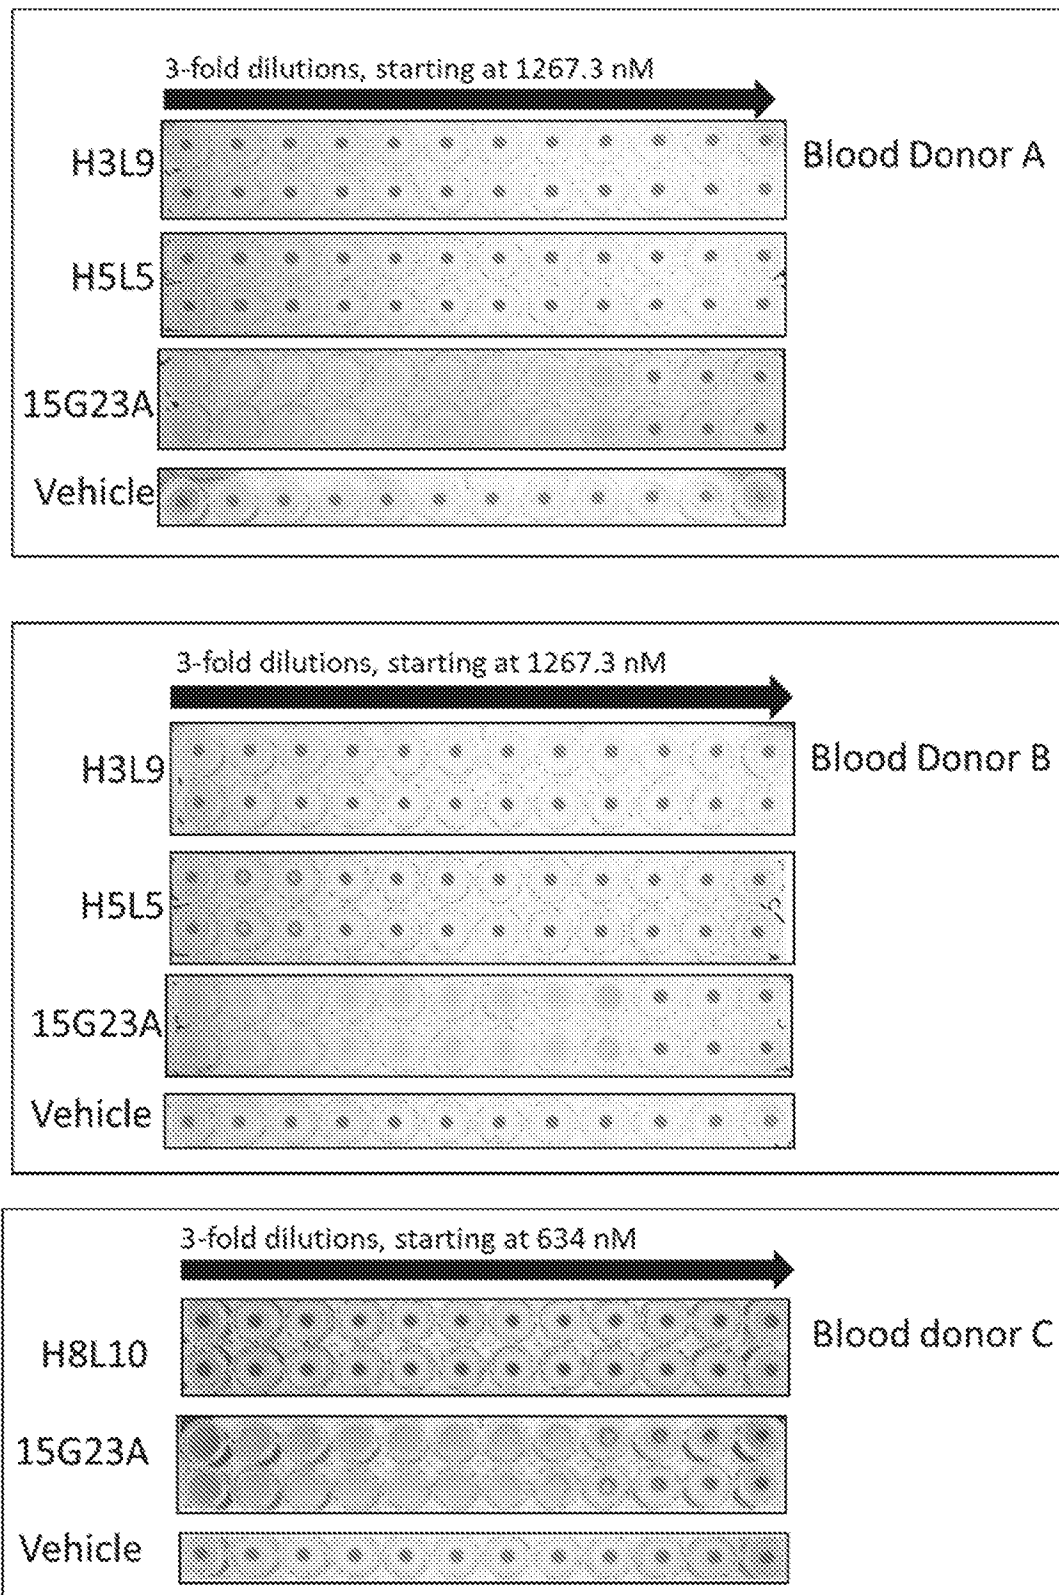 3-fold dilutions, starting at 1267.3 nM
H3L9
Blood Donor A
H5L5
15G23A
Vehicle
3-fold dilutions, starting at 1267.3 nM
H3L9
Blood Donor B
H5L5
15G23A
Vehicle
3-fold dilutions, starting at 634 nM
H8L10
Blood donor C
15G23A
Vehicle